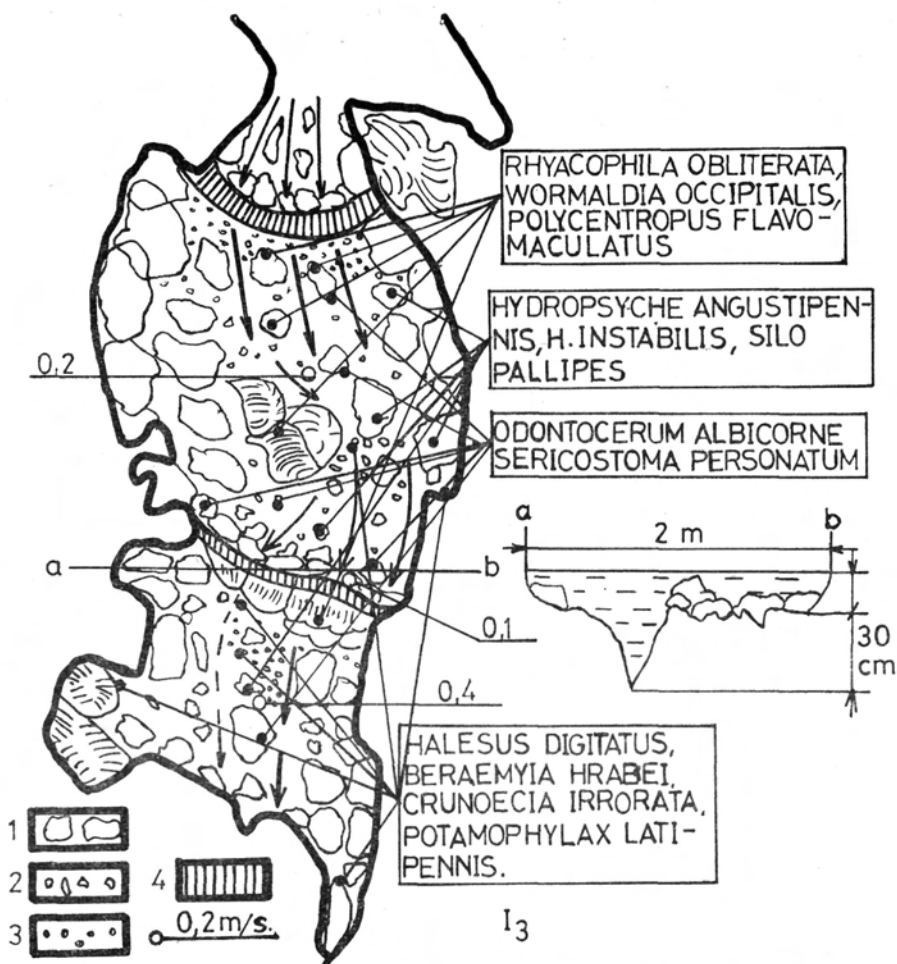 RHYACOPHILA OBLITERATA,
WORMALDIA OCCIPITALIS,
POLYCENTROPUS FLAVO-
MACULATUS
HYDROPSYCHE ANGUSTIPEN-
NIS, H. INSTABILIS, SILO
PALLIPES
0,2
ODONTOCERUM ALBICORNE
SERICOSTOMA PERSONATUM
a b
2 m
a b
0,1
30
cm
0,4
HALESUS DIGITATUS,
BERAEMYIA HRABEI,
CRUNOECIA IRRORATA,
POTAMOPHYLAX LATI-
PENNIS.
1
2 4
3 0,2 m/s.
I3